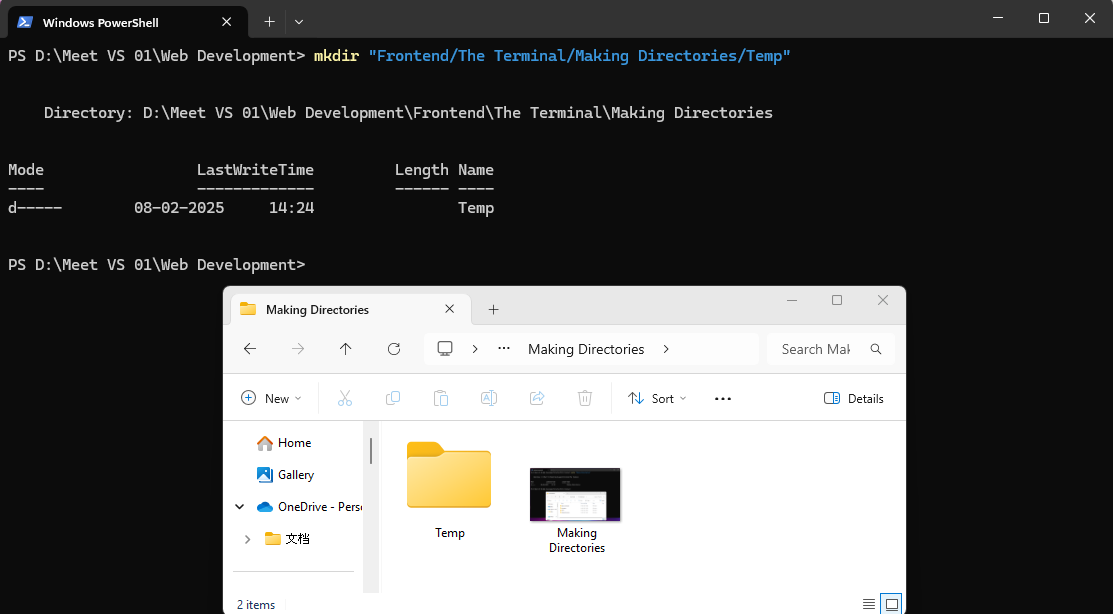 Windows PowerShell
PS D:\Meet VS 01\Web Development> mkdir "Frontend/The Terminal/Making Directories/Temp"
Directory: D:\Meet VS 01\Web Development\Frontend\The Terminal\Making Directories
Mode LastWriteTime Length Name
---- ------------- ------ ----
d----- 08-02-2025 14:24 Temp
PS D:\Meet VS 01\Web Development>
Making Directories
Making Directories
Search Mak
New
Sort
Details
Home
Gallery
OneDrive - Perso
文档
Temp
Making
Directories
2 items